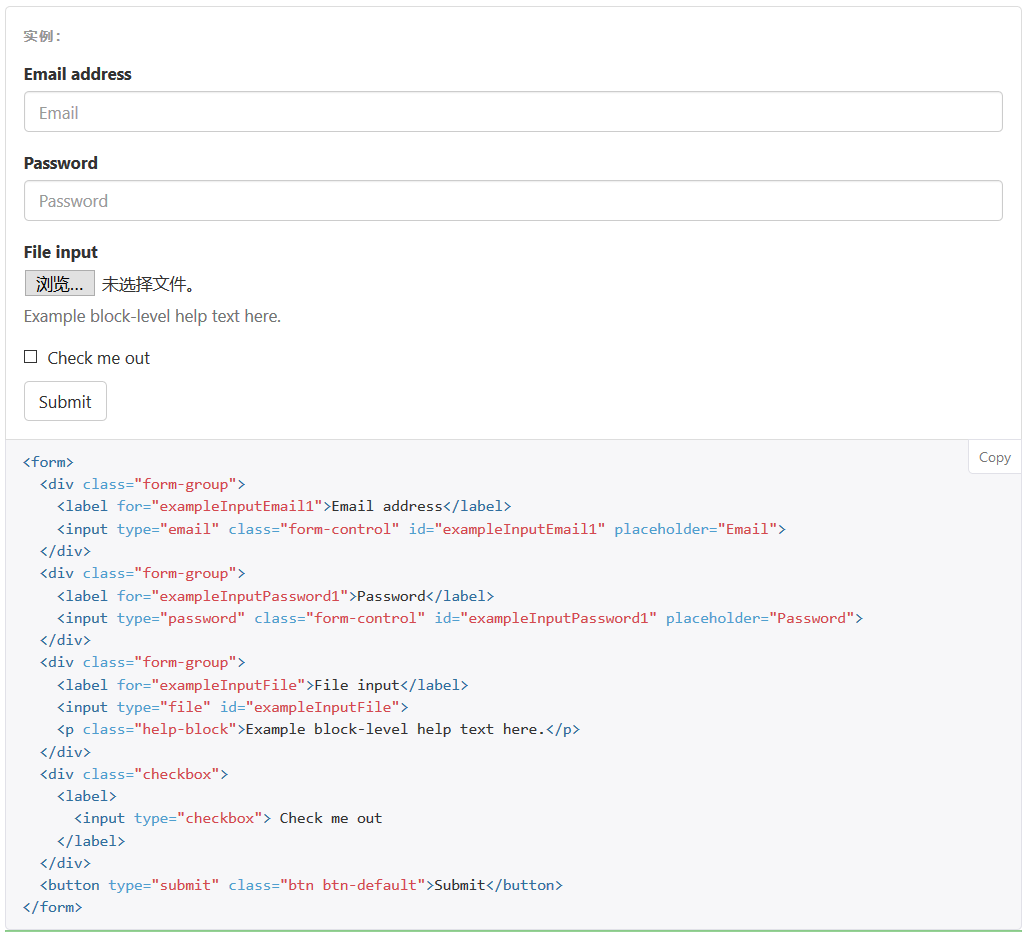 实例：
Email address
Email
Password
Password
File input
浏览... 未选择文件。
Example block-level help text here.
Check me out
Submit
Copy
<form>
  <div class="form-group">
    <label for="exampleInputEmail1">Email address</label>
    <input type="email" class="form-control" id="exampleInputEmail1" placeholder="Email">
  </div>
  <div class="form-group">
    <label for="exampleInputPassword1">Password</label>
    <input type="password" class="form-control" id="exampleInputPassword1" placeholder="Password">
  </div>
  <div class="form-group">
    <label for="exampleInputFile">File input</label>
    <input type="file" id="exampleInputFile">
    <p class="help-block">Example block-level help text here.</p>
  </div>
  <div class="checkbox">
    <label>
      <input type="checkbox"> Check me out
    </label>
  </div>
  <button type="submit" class="btn btn-default">Submit</button>
</form>